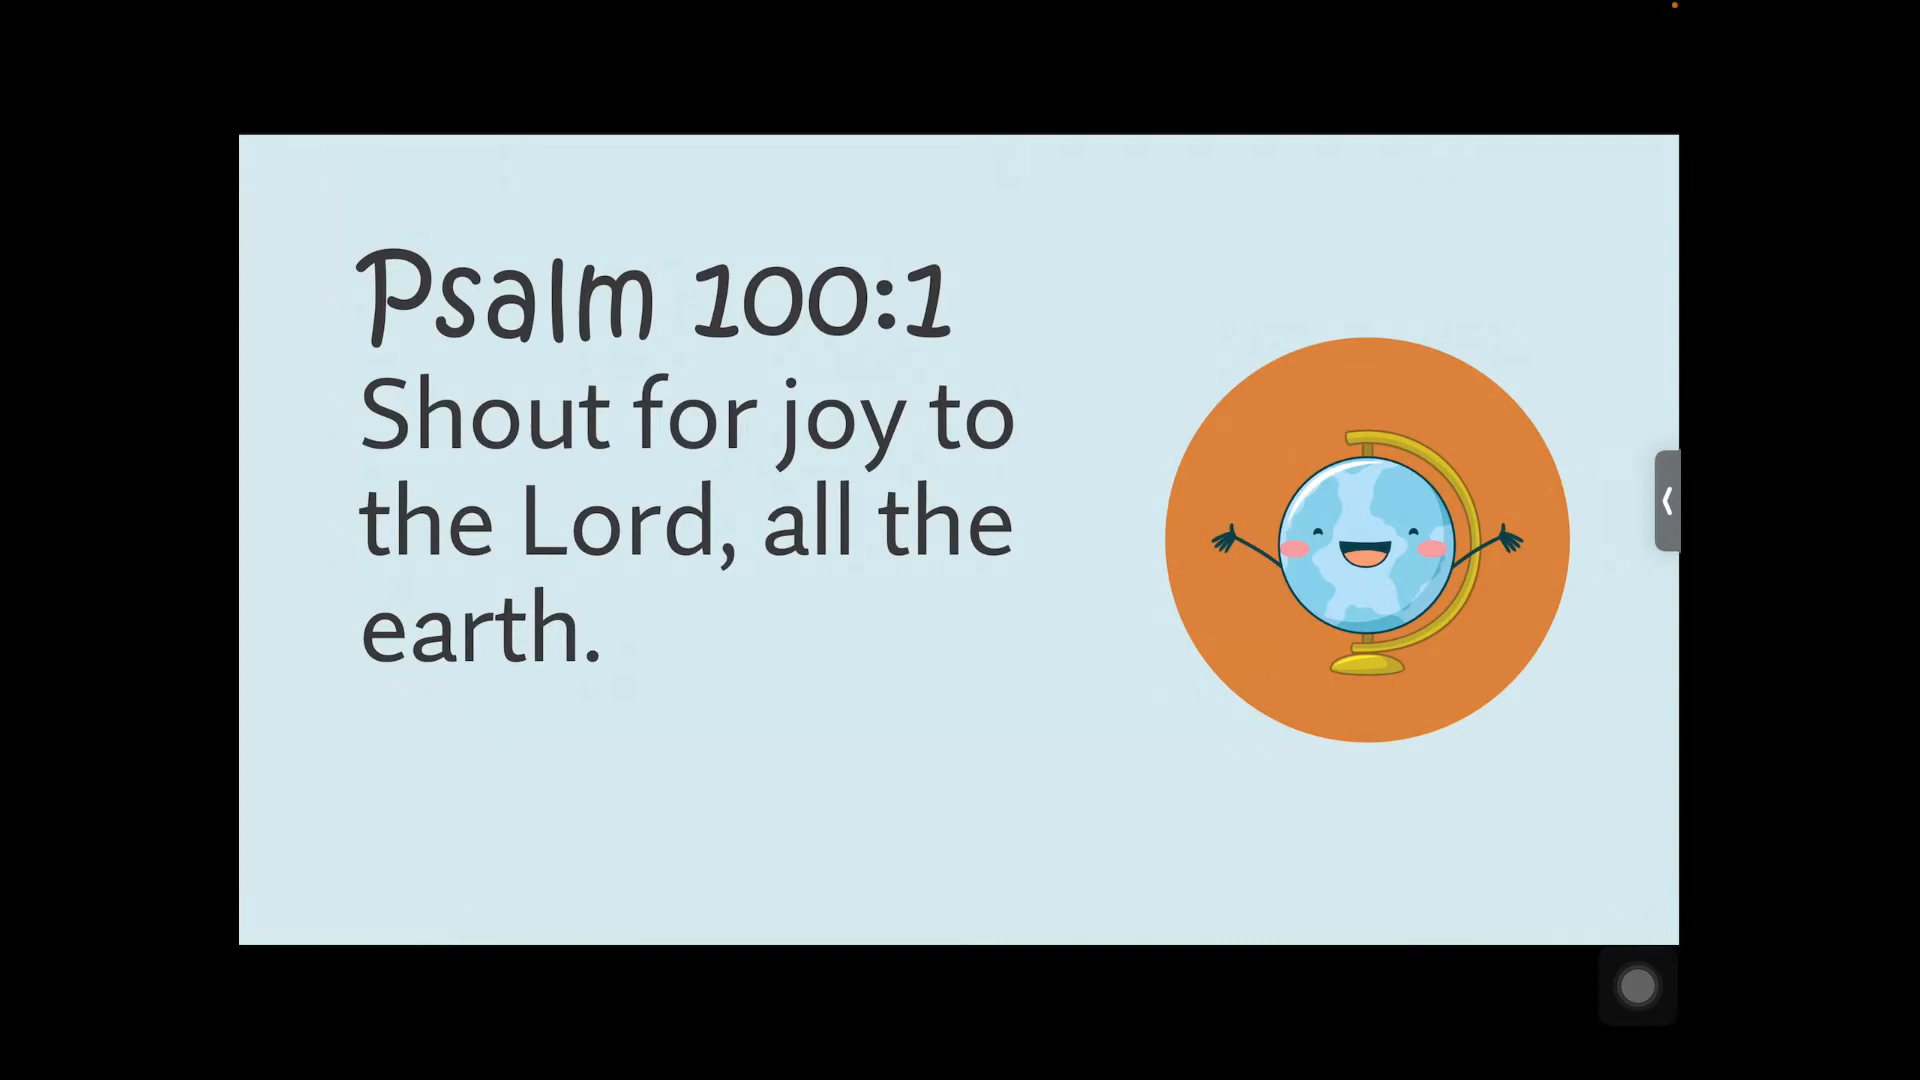 Psalm 100:1
Shout for joy to
the Lord, all the
earth.